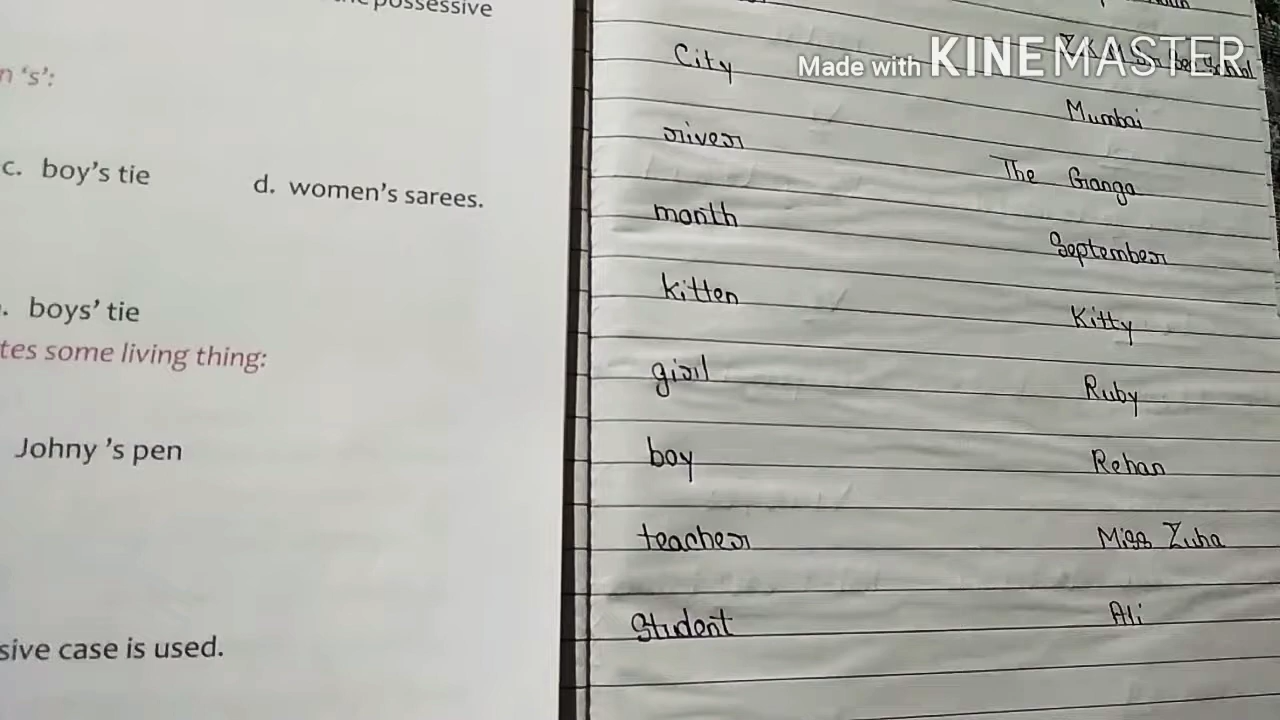 possessive
n ‘s’:
c. boy’s tie d. women’s sarees.
boys’ tie
tes some living thing:
Johny ’s pen
sive case is used.
Made with KINEMASTER
City Mumbai
river The Ganga
month September
kitten Kitty
girl Ruby
boy Rehan
teacher Miss Zuha
Student Ali